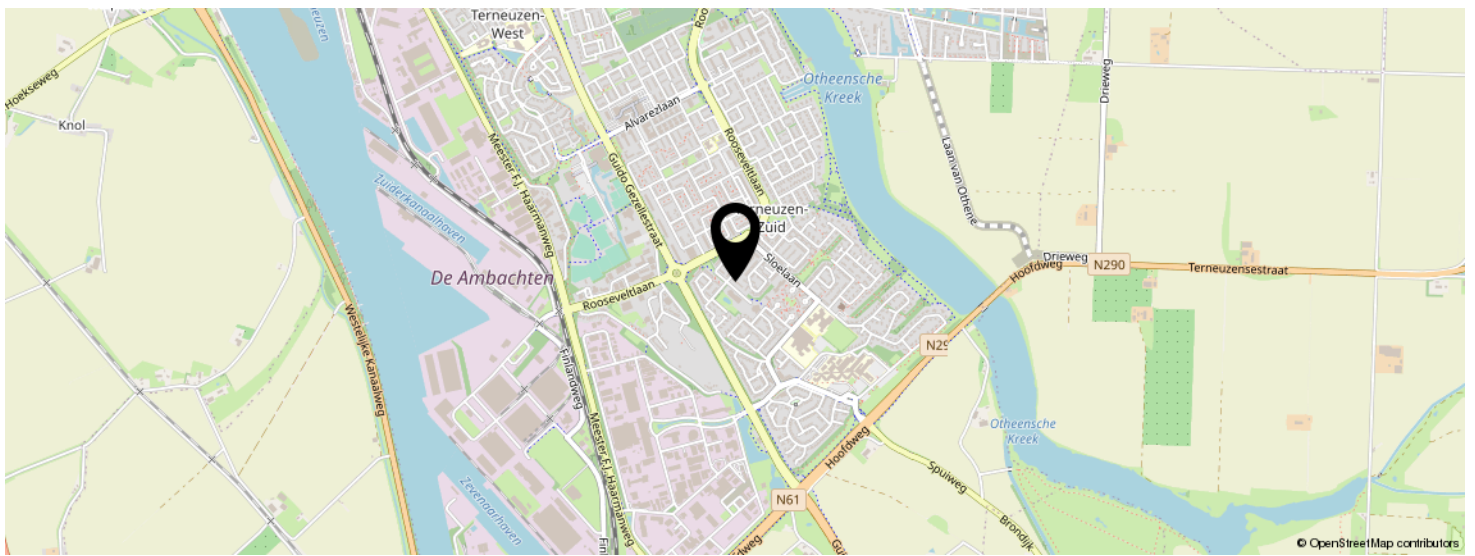 Terneuzen-
West
Hoekseweg
Knol
Zuiderkanaalhaven
Alvarezlaan
Guido Gezellestraat
Rooseveltlaan
Meester F.J. Haarmanweg
Otheensche
Kreek
Laan van Othene
Drieweg
Zuid
Sloelaan
De Ambachten
Rooseveltlaan
Drieweg
Hoofdweg
N290
Terneuzensestraat
N29
Westelijke Kanaalweg
Finlandweg
Meester F.J. Haarmanweg
Hoofdweg
Otheensche
Kreek
Spuiweg
Brondijk
Zevenaarhaven
N61
© OpenStreetMap contributors